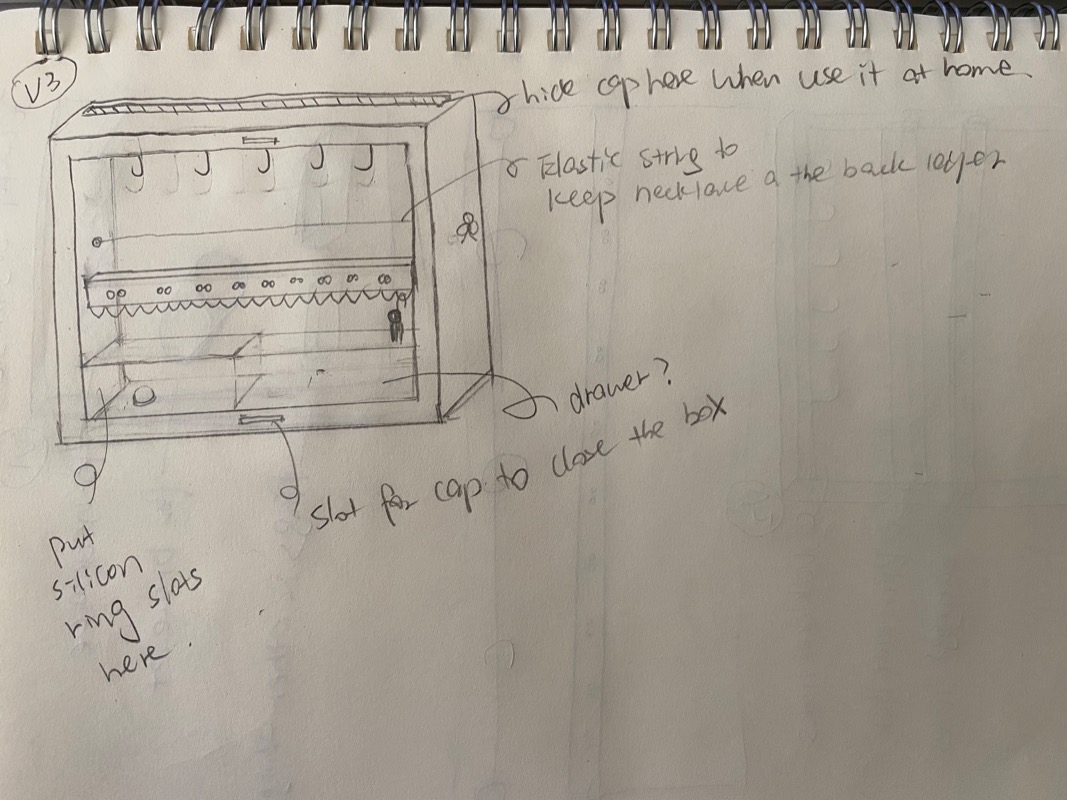 V3
hide cap here when use it at home.
Elastic string to
keep necklace a the back layer
drawer?
slot for cap to close the box
put
silicon
ring slots
here.